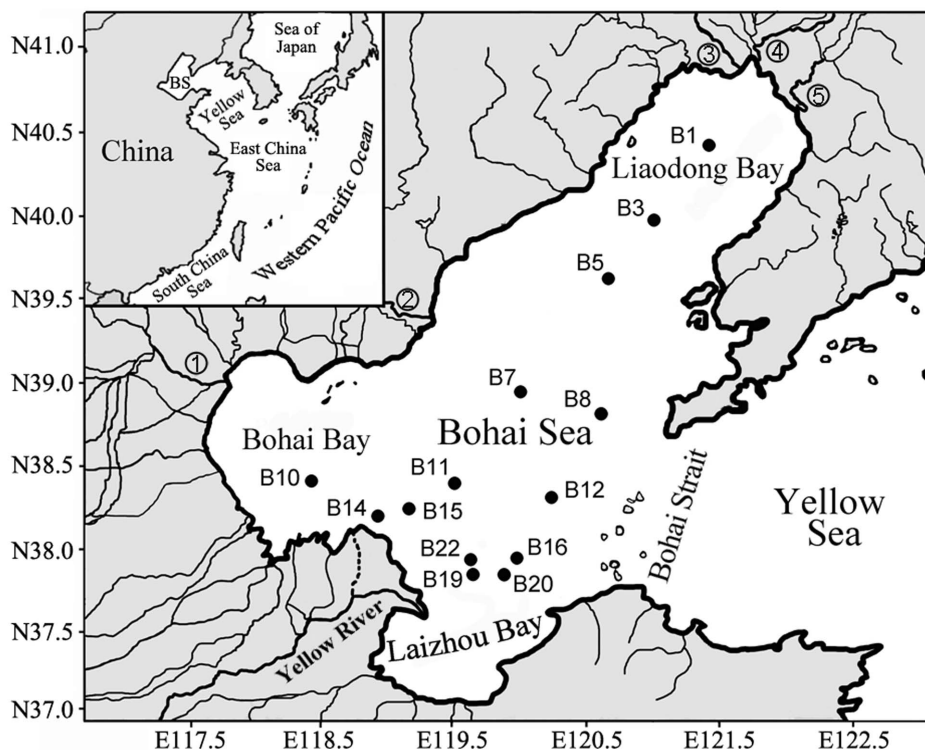 N41.0
N40.5
N40.0
N39.5
N39.0
N38.5
N38.0
N37.5
N37.0
Sea of
Japan
BS
Yellow
Sea
China
East China
Sea
Western Pacific Ocean
South China
Sea
③
④
⑤
②
①
B1
Liaodong Bay
B3
B5
B7
B8
Bohai Bay
Bohai Sea
B10
B11
B12
B14
B15
B22
B16
B19
B20
Bohai Strait
Yellow
Sea
Laizhou Bay
Yellow River
E117.5
E118.5
E119.5
E120.5
E121.5
E122.5